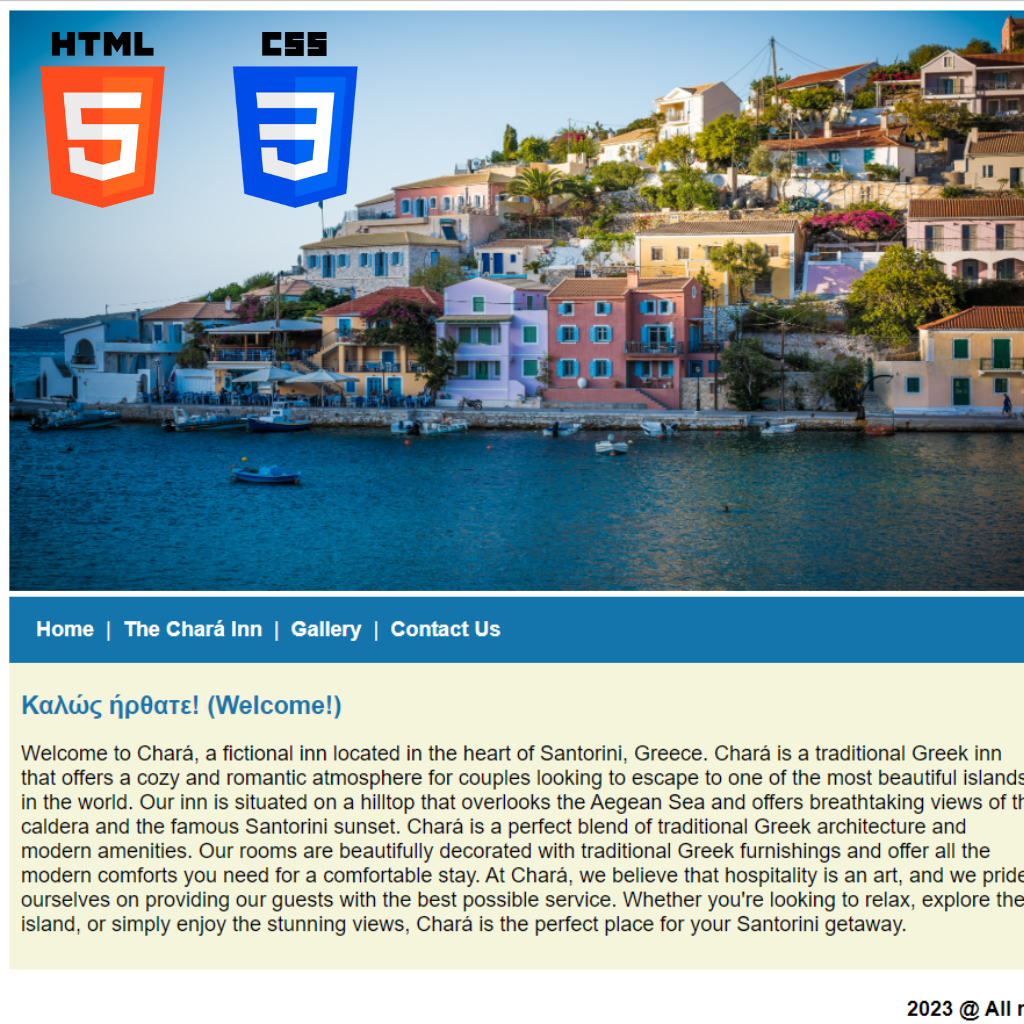 HTML CSS
5 3
Home | The Chará Inn | Gallery | Contact Us
Καλώς ήρθατε! (Welcome!)
Welcome to Chará, a fictional inn located in the heart of Santorini, Greece. Chará is a traditional Greek inn
that offers a cozy and romantic atmosphere for couples looking to escape to one of the most beautiful islands
in the world. Our inn is situated on a hilltop that overlooks the Aegean Sea and offers breathtaking views of
caldera and the famous Santorini sunset. Chará is a perfect blend of traditional Greek architecture and
modern amenities. Our rooms are beautifully decorated with traditional Greek furnishings and offer all the
modern comforts you need for a comfortable stay. At Chará, we believe that hospitality is an art, and we pride
ourselves on providing our guests with the best possible service. Whether you're looking to relax, explore the
island, or simply enjoy the stunning views, Chará is the perfect place for your Santorini getaway.
2023 @ All